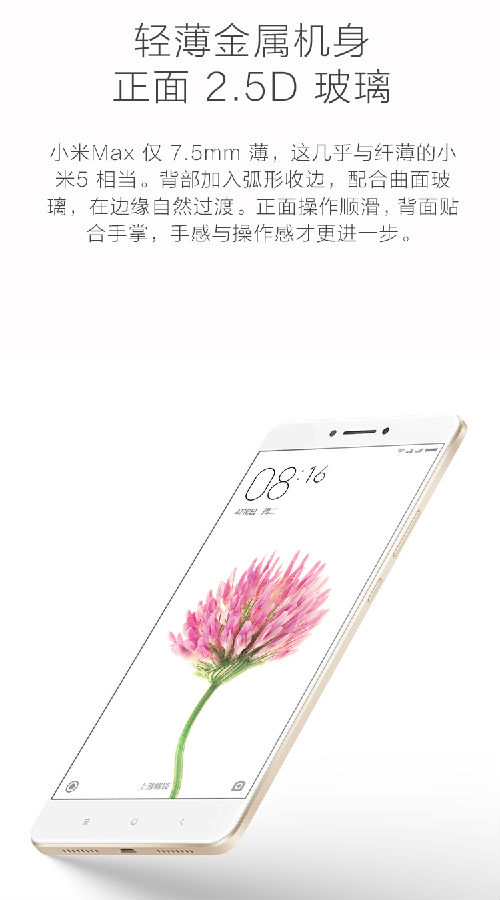 轻薄金属机身
正面 2.5D 玻璃
小米Max 仅 7.5mm 薄，这几乎与纤薄的小
米5 相当。背部加入弧形收边，配合曲面玻
璃，在边缘自然过渡。正面操作顺滑，背面贴
合手掌，手感与操作感才更进一步。
08:16
上滑解锁